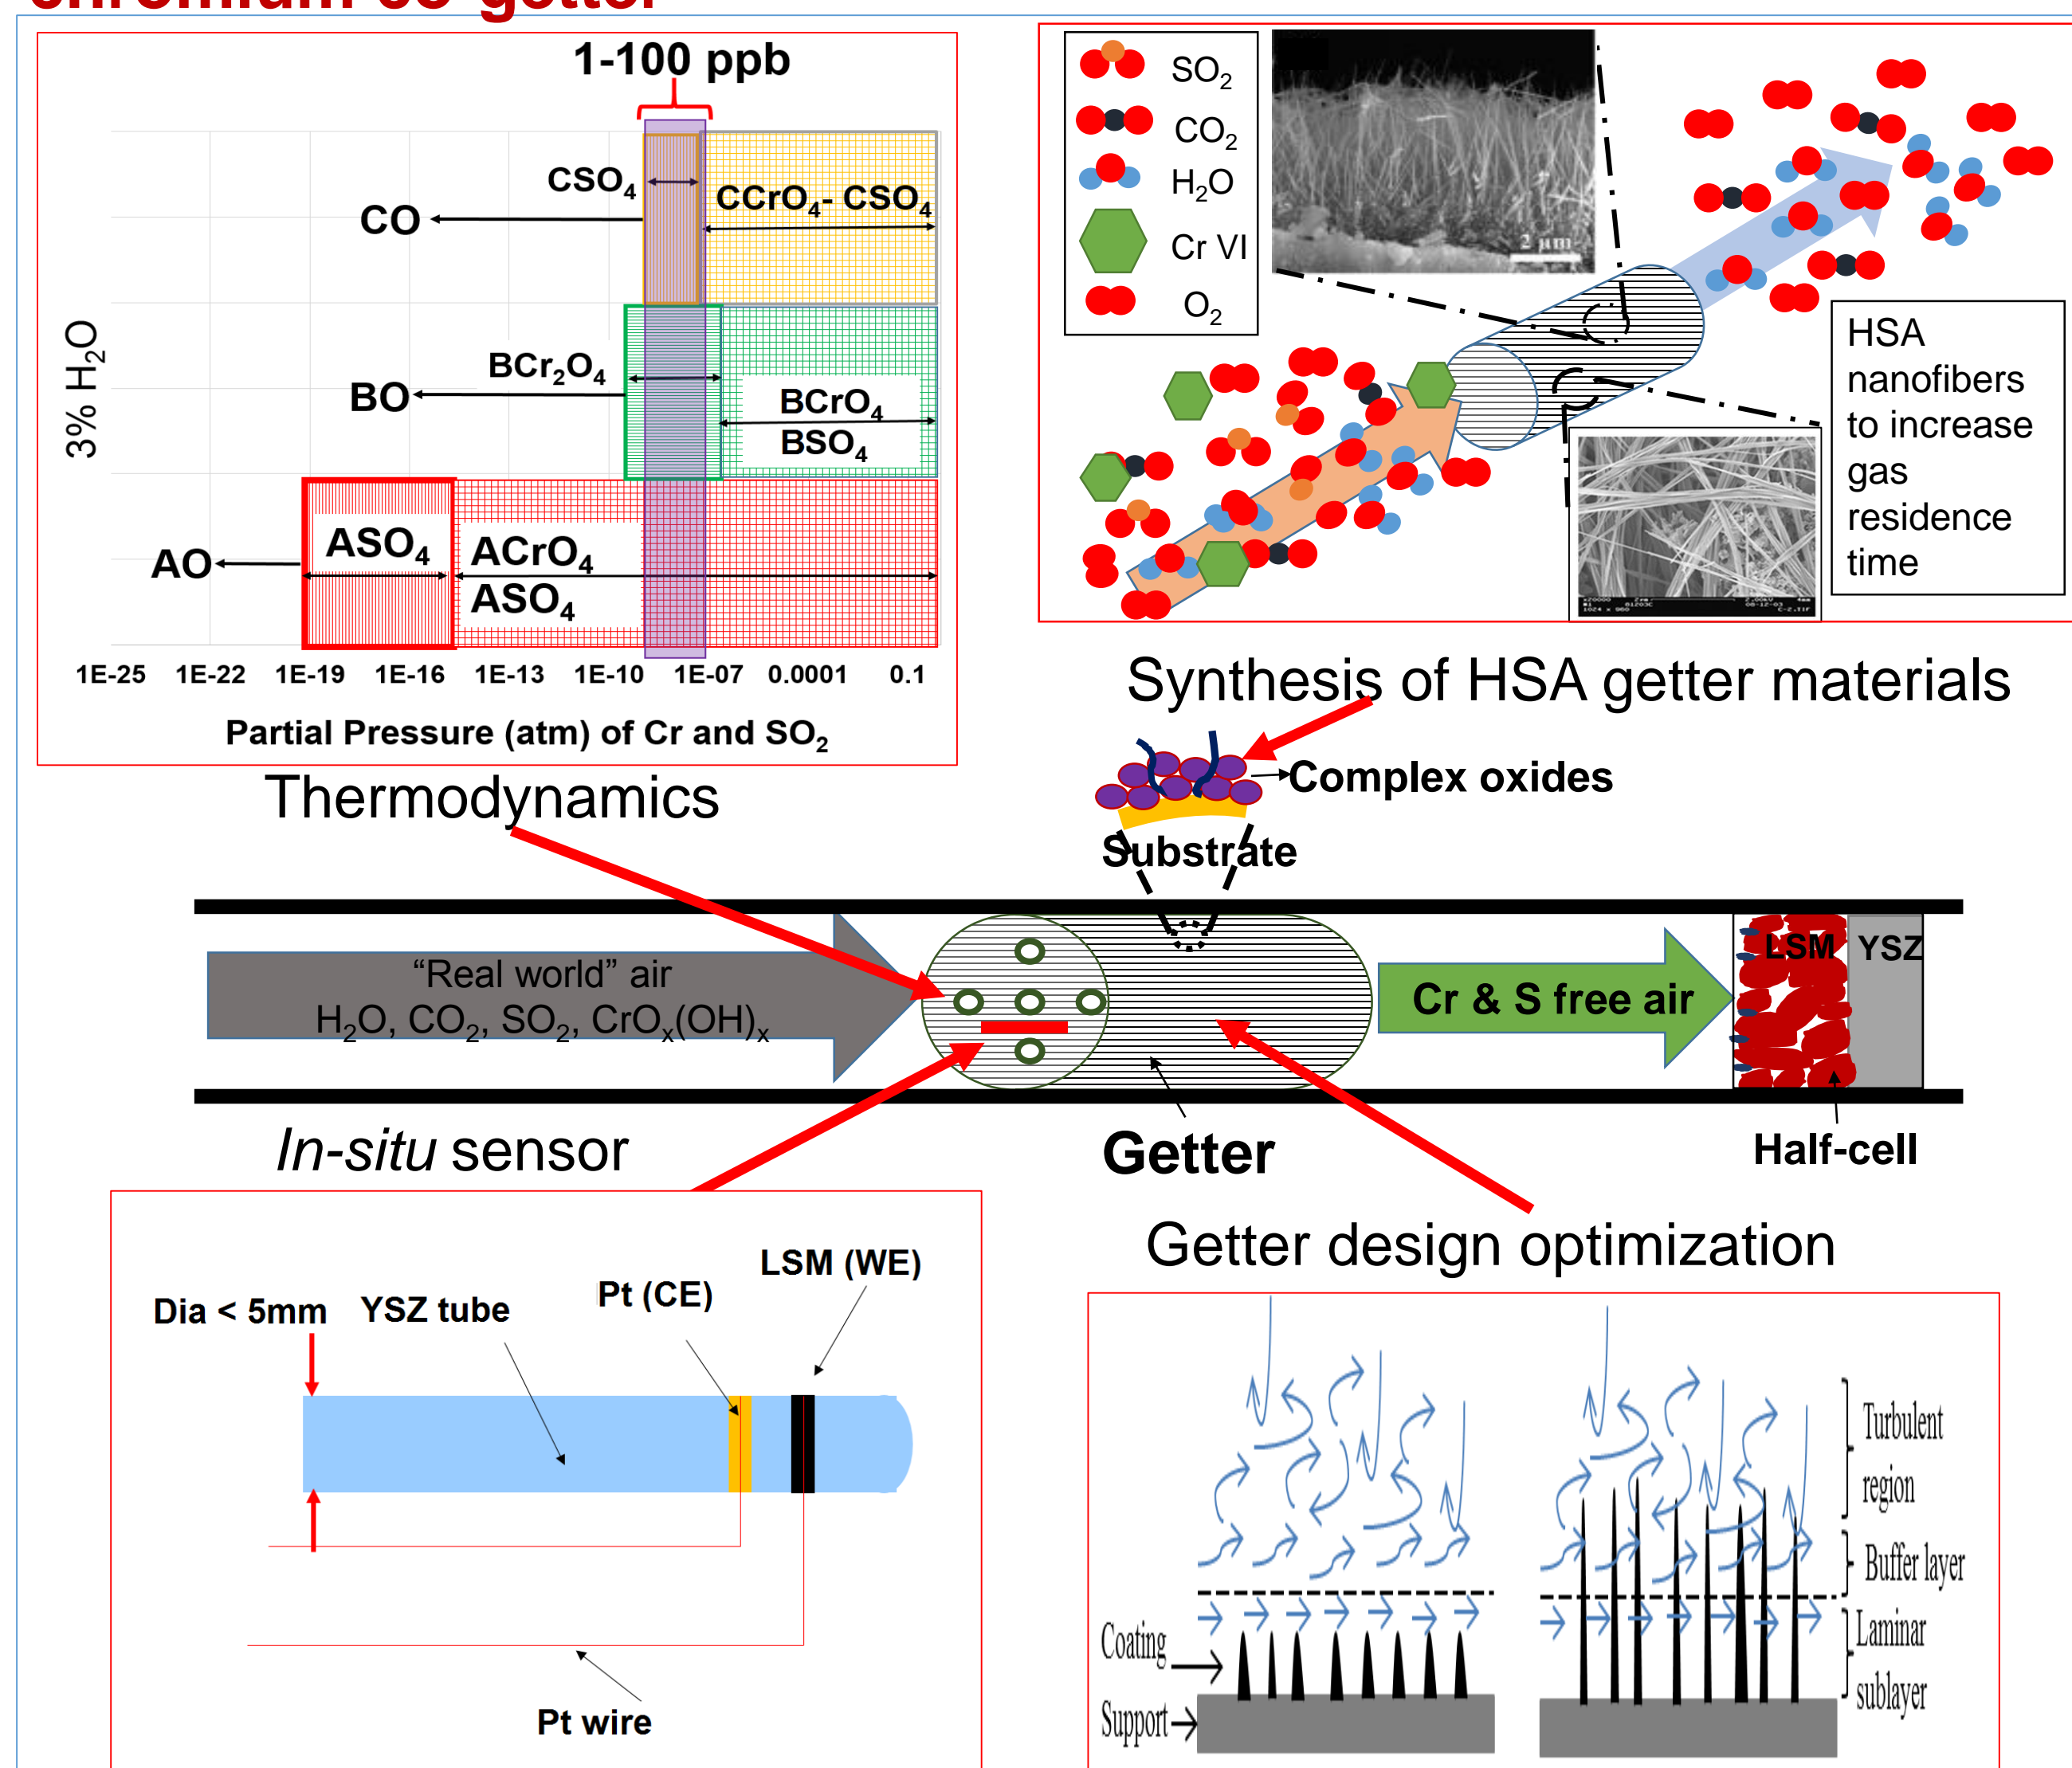 chromium co-getter
1-100 ppb
CSO₄
CCrO₄- CSO₄
CO
BCr₂O₄
BO
BCrO₄
BSO₄
3% H₂O
ASO₄
ACrO₄
AO
ASO₄
1E-25 1E-22 1E-19 1E-16 1E-13 1E-10 1E-07 0.0001 0.1
Partial Pressure (atm) of Cr and SO₂
Thermodynamics
SO₂
CO₂
H₂O
Cr VI
O₂
2 µm
HSA
nanofibers
to increase
gas
residence
time
Synthesis of HSA getter materials
Complex oxides
Substrate
"Real world" air
H₂O, CO₂, SO₂, CrOₓ(OH)ₓ
Cr & S free air
LSM YSZ
In-situ sensor
Getter
Half-cell
Getter design optimization
LSM (WE)
Pt (CE)
Dia < 5mm YSZ tube
Pt wire
Turbulent
region
Buffer layer
Laminar
sublayer
Coating
Support